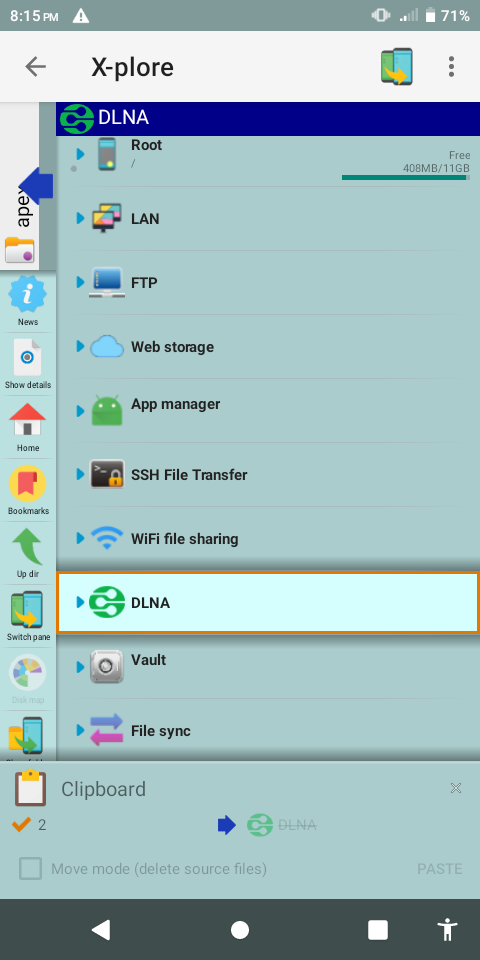 8:15 PM
71%
X-plore
DLNA
apex
Root
/
Free
408MB/11GB
LAN
FTP
News
Web storage
Show details
App manager
Home
SSH File Transfer
Bookmarks
WiFi file sharing
Up dir
DLNA
Switch pane
Vault
Disk map
File sync
Clipboard
2
DLNA
Move mode (delete source files)
PASTE